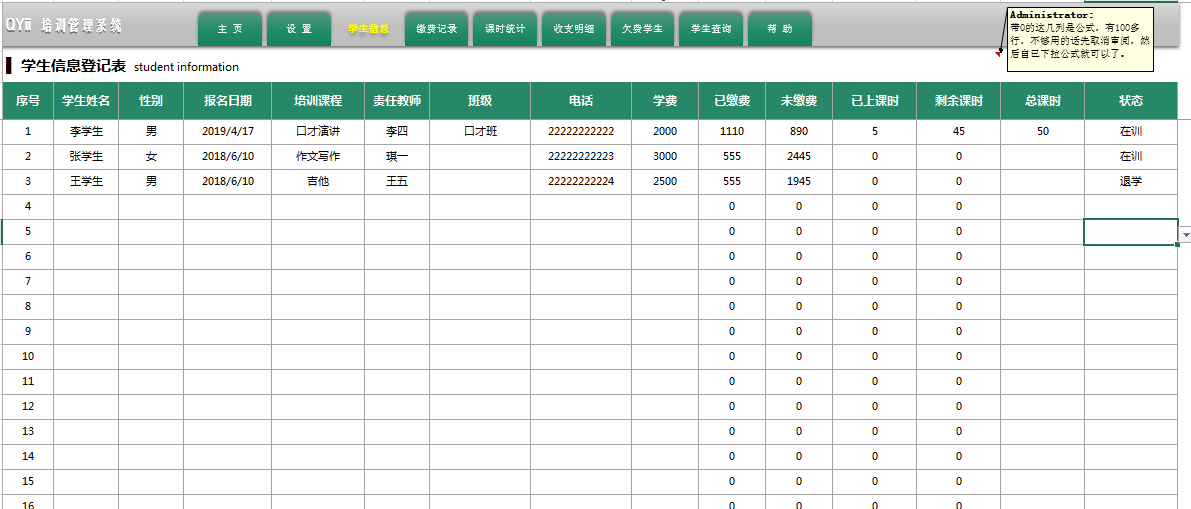 QYii 培训管理系统
主 页 设 置 学生信息 缴费记录 课时统计 收支明细 欠费学生 学生查询 帮 助
Administrator:
带0的这几列是公式，有100多
行，不够用的话先取消审阅，然
后自己下拉公式就可以了。
学生信息登记表 student information
序号 学生姓名 性别 报名日期 培训课程 责任教师 班级 电话 学费 已缴费 未缴费 已上课时 剩余课时 总课时 状态
1 李学生 男 2019/4/17 口才演讲 李四 口才班 22222222222 2000 1110 890 5 45 50 在训
2 张学生 女 2018/6/10 作文写作 琪一 22222222223 3000 555 2445 0 0 在训
3 王学生 男 2018/6/10 吉他 王五 22222222224 2500 555 1945 0 0 退学
4 0 0 0 0
5 0 0 0 0
6 0 0 0 0
7 0 0 0 0
8 0 0 0 0
9 0 0 0 0
10 0 0 0 0
11 0 0 0 0
12 0 0 0 0
13 0 0 0 0
14 0 0 0 0
15 0 0 0 0
16 0 0 0 0